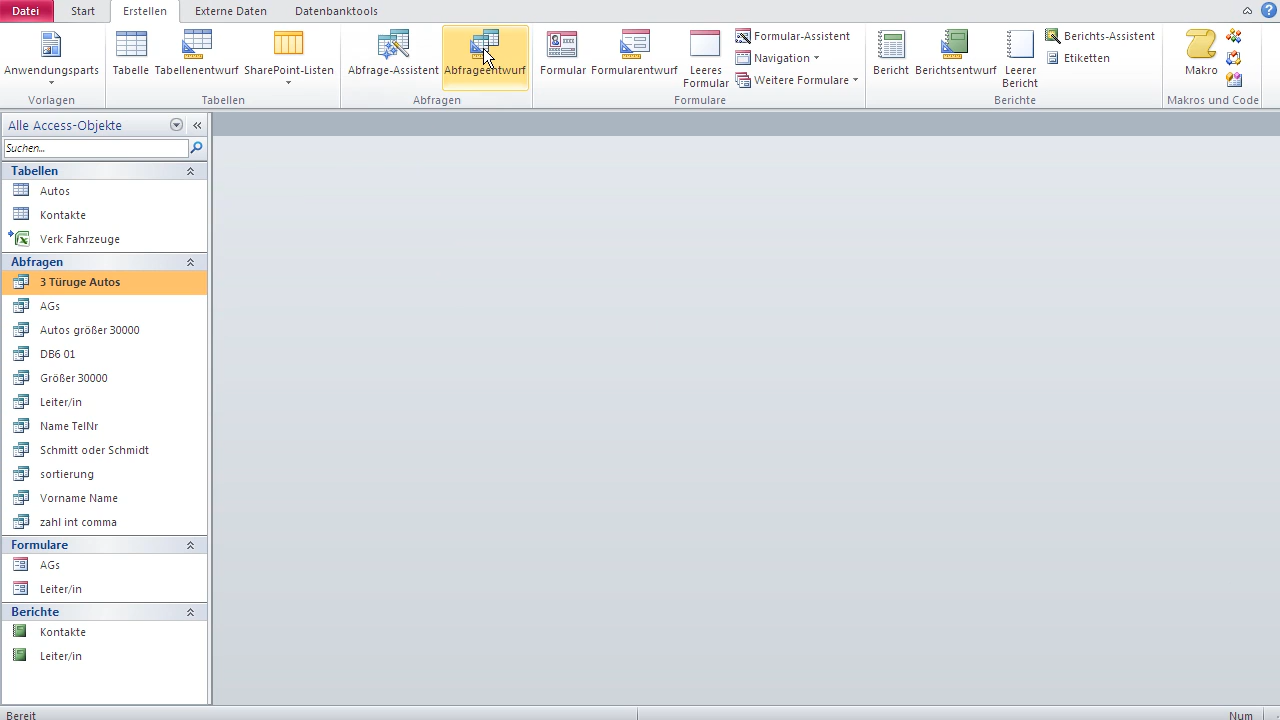 Datei Start Erstellen Externe Daten Datenbanktools
Anwendungsparts
Vorlagen
Tabelle Tabellenentwurf SharePoint-Listen
Tabellen
Abfrage-Assistent Abfrageentwurf
Abfragen
Formular Formularentwurf Leeres Formular
Formular-Assistent
Navigation
Weitere Formulare
Formulare
Bericht Berichtsentwurf Leerer Bericht
Berichts-Assistent
Etiketten
Berichte
Makro
Makros und Code
Alle Access-Objekte
Suchen...
Tabellen
Autos
Kontakte
Verk Fahrzeuge
Abfragen
3 Türuge Autos
AGs
Autos größer 30000
DB6 01
Größer 30000
Leiter/in
Name TelNr
Schmitt oder Schmidt
sortierung
Vorname Name
zahl int comma
Formulare
AGs
Leiter/in
Berichte
Kontakte
Leiter/in
Bereit Num